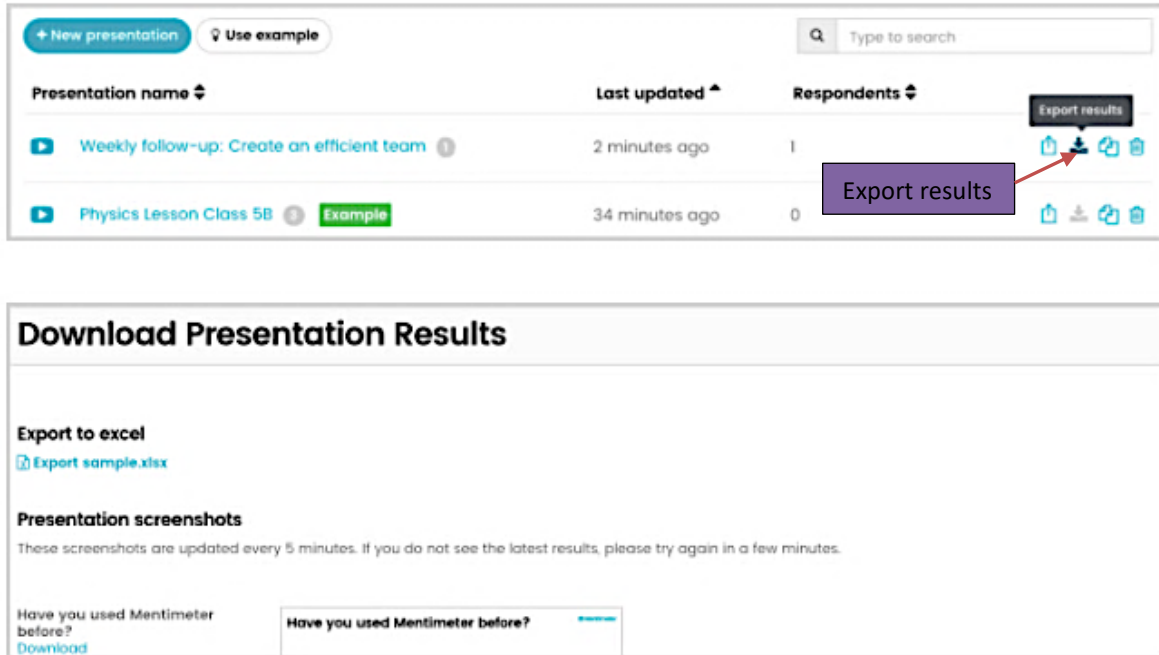 + New presentation Use example Type to search
Presentation name Last updated Respondents
Export results
Weekly follow-up: Create an efficient team 1 2 minutes ago 1
Export results
Physics Lesson Class 5B 3 Example 34 minutes ago 0
Download Presentation Results
Export to excel
Export sample.xlsx
Presentation screenshots
These screenshots are updated every 5 minutes. If you do not see the latest results, please try again in a few minutes.
Have you used Mentimeter
before?
Download
Have you used Mentimeter before?